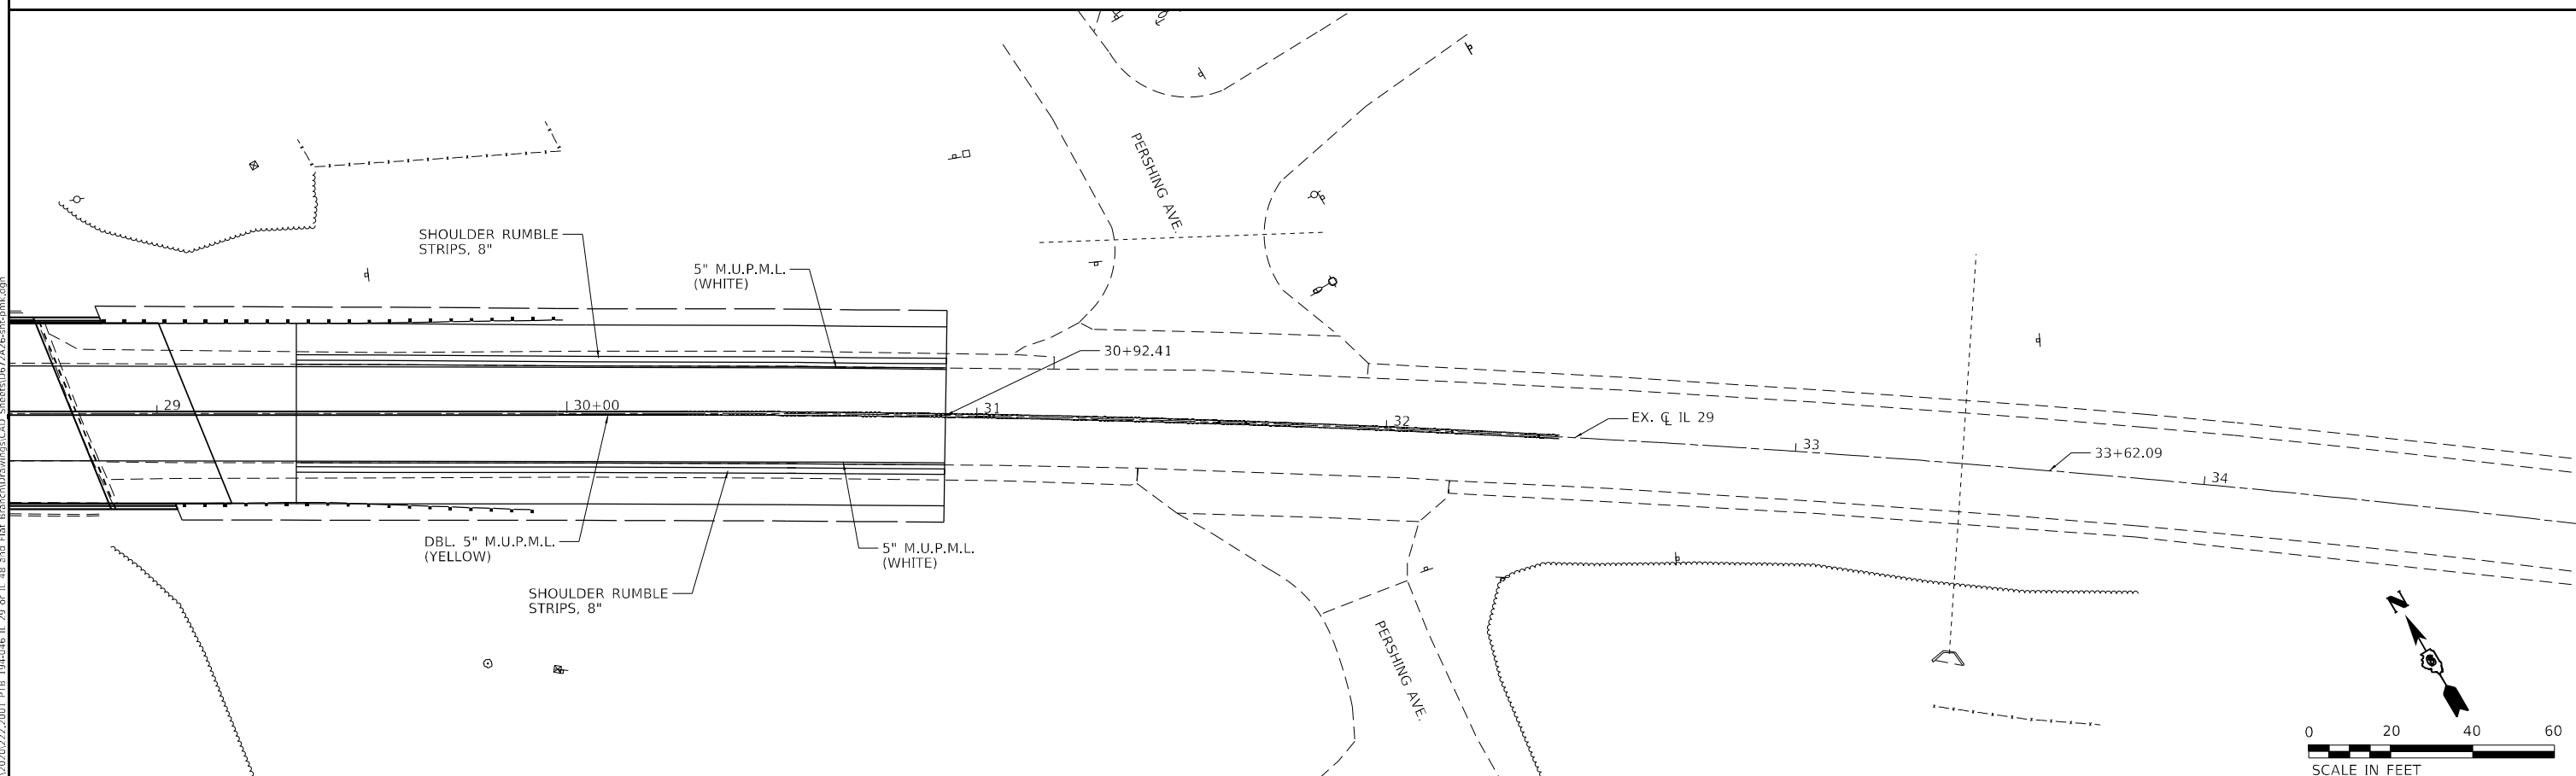 PERSHING AVE.
SHOULDER RUMBLE
STRIPS, 8"
5" M.U.P.M.L.
(WHITE)
30+92.41
29
30+00
31
32
EX. ℄ IL 29
33
33+62.09
34
DBL. 5" M.U.P.M.L.
(YELLOW)
5" M.U.P.M.L.
(WHITE)
SHOULDER RUMBLE
STRIPS, 8"
PERSHING AVE.
N
0 20 40 60
SCALE IN FEET